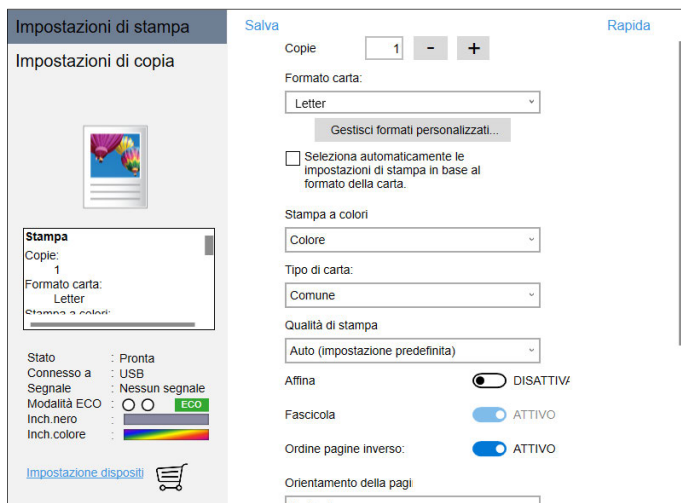 Impostazioni di stampa
Impostazioni di copia
Stampa
Copie:
1
Formato carta:
Letter
Stampa a colori:
Stato : Pronta
Connesso a : USB
Segnale : Nessun segnale
Modalità ECO : ECO
Inch.nero :
Inch.colore :
Impostazione dispositi
Salva
Rapida
Copie
1
-
+
Formato carta:
Letter
Gestisci formati personalizzati...
Seleziona automaticamente le
impostazioni di stampa in base al
formato della carta.
Stampa a colori
Colore
Tipo di carta:
Comune
Qualità di stampa
Auto (impostazione predefinita)
Affina DISATTIVA
Fascicola ATTIVO
Ordine pagine inverso: ATTIVO
Orientamento della pagi